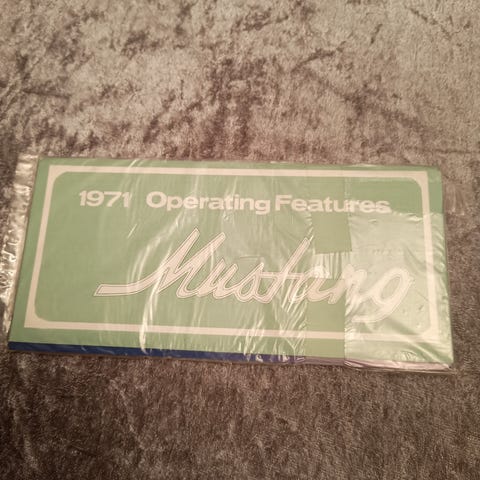 1971 Operating Features
Mustang